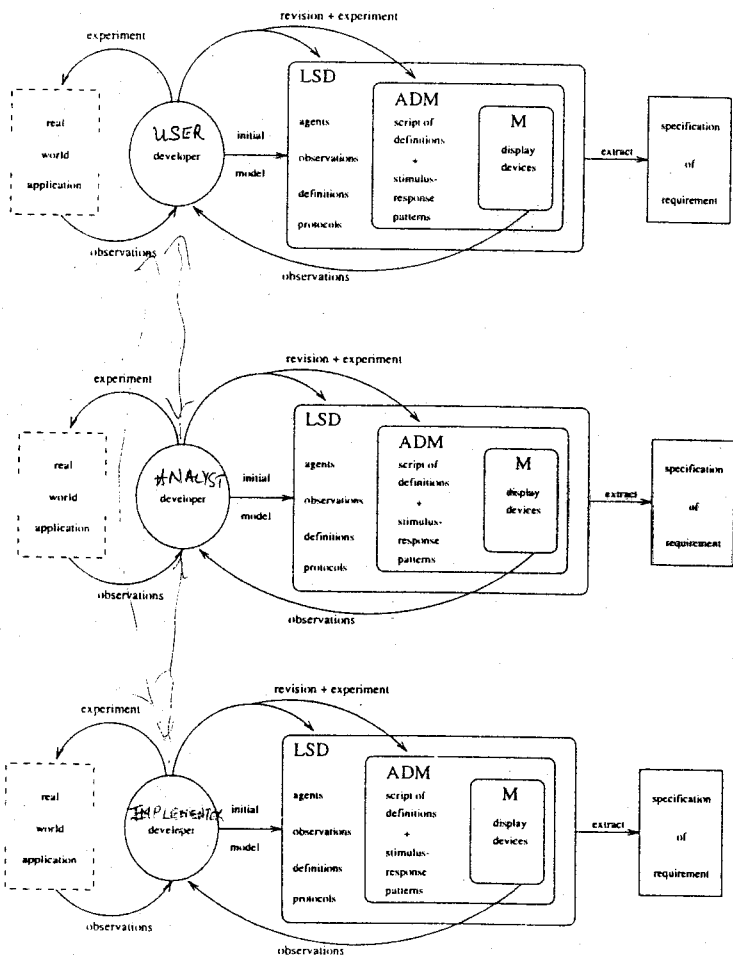 revision + experiment
experiment
LSD
ADM
M
real
world
application
USER
developer
initial
model
agents
observations
definitions
protocols
script of
definitions
+
stimulus-
response
patterns
display
devices
extract
specification
of
requirement
observations
observations
revision + experiment
experiment
LSD
ADM
M
real
world
application
ANALYST
developer
initial
model
agents
observations
definitions
protocols
script of
definitions
+
stimulus-
response
patterns
display
devices
extract
specification
of
requirement
observations
observations
revision + experiment
experiment
LSD
ADM
M
real
world
application
IMPLEMENTER
developer
initial
model
agents
observations
definitions
protocols
script of
definitions
+
stimulus-
response
patterns
display
devices
extract
specification
of
requirement
observations
observations